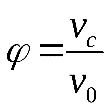 φ = v_c / v_0